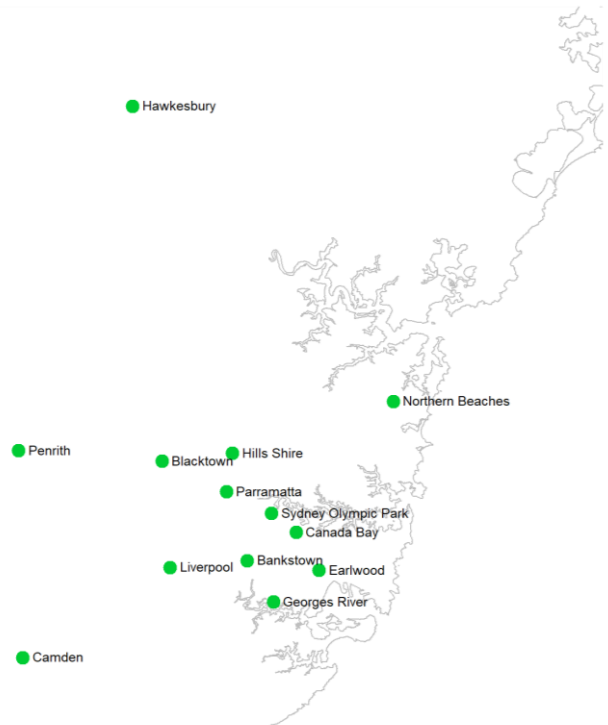 Hawkesbury
Northern Beaches
Penrith
Hills Shire
Blacktown
Parramatta
Sydney Olympic Park
Canada Bay
Bankstown
Liverpool
Earlwood
Georges River
Camden